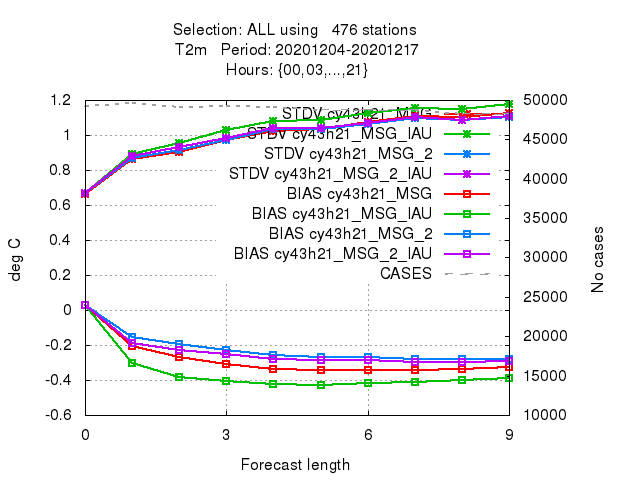 Selection: ALL using   476 stations
T2m   Period: 20201204-20201217
Hours: {00,03,...,21}
1.2
1
0.8
0.6
0.4
0.2
0
-0.2
-0.4
-0.6
deg C
50000
45000
40000
35000
30000
25000
20000
15000
10000
No cases
STDV cy43h21_MSG
STDV cy43h21_MSG_IAU
STDV cy43h21_MSG_2
STDV cy43h21_MSG_2_IAU
BIAS cy43h21_MSG
BIAS cy43h21_MSG_IAU
BIAS cy43h21_MSG_2
BIAS cy43h21_MSG_2_IAU
CASES
0 3 6 9
Forecast length